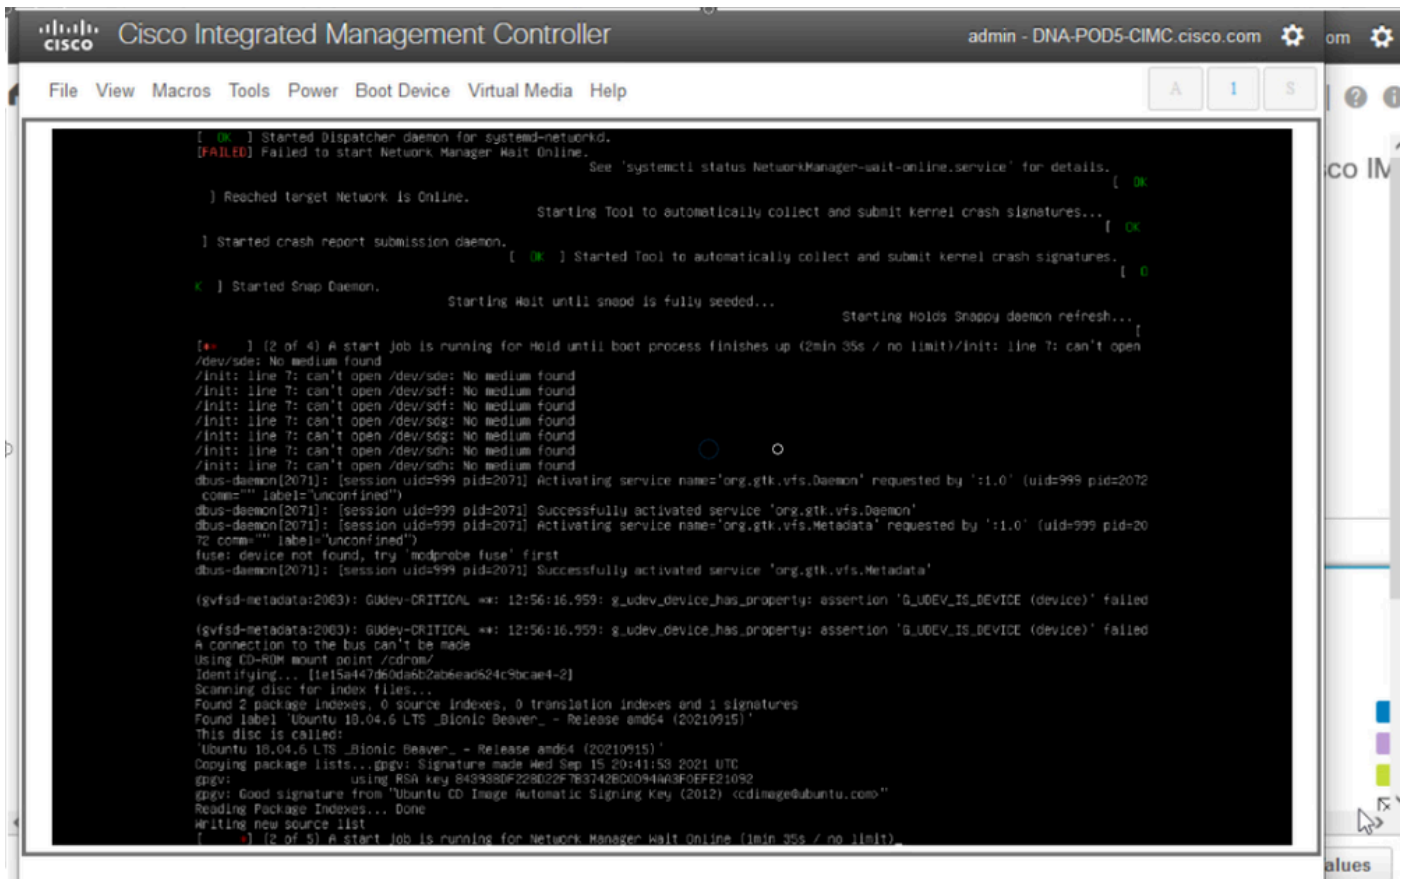 CISCO
Cisco Integrated Management Controller
admin - DNA-POD5-CIMC.cisco.com
om
File View Macros Tools Power Boot Device Virtual Media Help
A 1 S
sco IM
[ OK ] Started Dispatcher daemon for systemd-networkd.
[FAILED] Failed to start Network Manager Wait Online.
See 'systemctl status NetworkManager-wait-online.service' for details.
[ OK
] Reached target Network is Online.
Starting Tool to automatically collect and submit kernel crash signatures...
[ OK
] Started crash report submission daemon.
[ OK ] Started Tool to automatically collect and submit kernel crash signatures.
[ O
K ] Started Snap Daemon.
Starting Wait until snapd is fully seeded...
Starting Holds Snappy daemon refresh...
[
[** ] (2 of 4) A start job is running for Hold until boot process finishes up (2min 35s / no limit)/init: line 7: can't open
/dev/sde: No medium found
/init: line 7: can't open /dev/sde: No medium found
/init: line 7: can't open /dev/sdf: No medium found
/init: line 7: can't open /dev/sdf: No medium found
/init: line 7: can't open /dev/sdg: No medium found
/init: line 7: can't open /dev/sdg: No medium found
/init: line 7: can't open /dev/sdh: No medium found
/init: line 7: can't open /dev/sdh: No medium found
dbus-daemon[2071]: [session uid=999 pid=2071] Activating service name='org.gtk.vfs.Daemon' requested by ':1.0' (uid=999 pid=2072
comm="" label="unconfined")
dbus-daemon[2071]: [session uid=999 pid=2071] Successfully activated service 'org.gtk.vfs.Daemon'
dbus-daemon[2071]: [session uid=999 pid=2071] Activating service name='org.gtk.vfs.Metadata' requested by ':1.0' (uid=999 pid=20
72 comm="" label="unconfined")
fuse: device not found, try 'modprobe fuse' first
dbus-daemon[2071]: [session uid=999 pid=2071] Successfully activated service 'org.gtk.vfs.Metadata'
(gvfsd-metadata:2083): GUdev-CRITICAL **: 12:56:16.959: g_udev_device_has_property: assertion 'G_UDEV_IS_DEVICE (device)' failed
(gvfsd-metadata:2083): GUdev-CRITICAL **: 12:56:16.959: g_udev_device_has_property: assertion 'G_UDEV_IS_DEVICE (device)' failed
A connection to the bus can't be made
Using CD-ROM mount point /cdrom/
Identifying... [1e15a447d60da6b2ab6ead624c9bcae4-2]
Scanning disc for index files...
Found 2 package indexes, 0 source indexes, 0 translation indexes and 1 signatures
Found label 'Ubuntu 18.04.6 LTS _Bionic Beaver_ - Release amd64 (20210915)'
This disc is called:
'Ubuntu 18.04.6 LTS _Bionic Beaver_ - Release amd64 (20210915)'
Copying package lists...gpgv: Signature made Wed Sep 15 20:41:53 2021 UTC
gpgv: using RSA key 843938DF228D22F7B3742BC0D94AA3F0EFE21092
gpgv: Good signature from "Ubuntu CD Image Automatic Signing Key (2012) <cdimage@ubuntu.com>"
Reading Package Indexes... Done
Writing new source list
[ *] (2 of 5) A start job is running for Network Manager Wait Online (1min 35s / no limit)_
alues